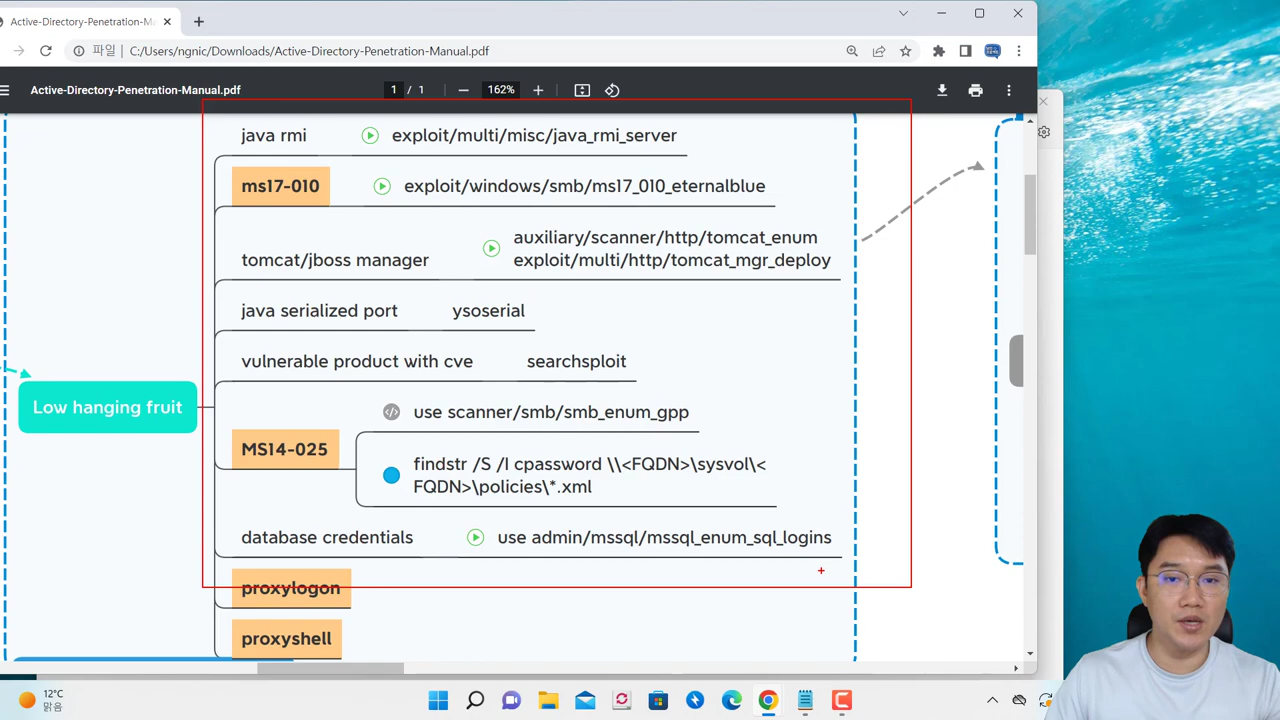 Active-Directory-Penetration-Ma
파일
C:/Users/ngnic/Downloads/Active-Directory-Penetration-Manual.pdf
Active-Directory-Penetration-Manual.pdf
1 / 1
162%
java rmi
exploit/multi/misc/java_rmi_server
ms17-010
exploit/windows/smb/ms17_010_eternalblue
tomcat/jboss manager
auxiliary/scanner/http/tomcat_enum
exploit/multi/http/tomcat_mgr_deploy
java serialized port
ysoserial
vulnerable product with cve
searchsploit
Low hanging fruit
MS14-025
use scanner/smb/smb_enum_gpp
findstr /S /I cpassword \\<FQDN>\sysvol\<
FQDN>\policies\*.xml
database credentials
use admin/mssql/mssql_enum_sql_logins
proxylogon
proxyshell
12°C
맑음